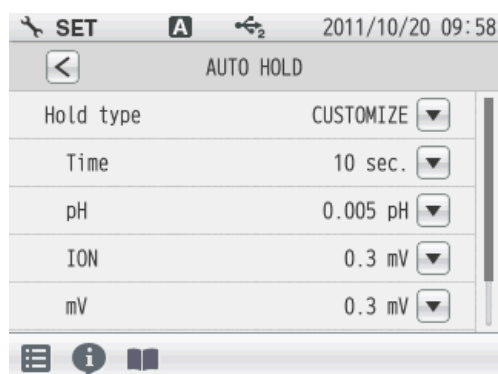 SET A 2 2011/10/20 09:58
< AUTO HOLD
Hold type CUSTOMIZE
Time 10 sec.
pH 0.005 pH
ION 0.3 mV
mV 0.3 mV